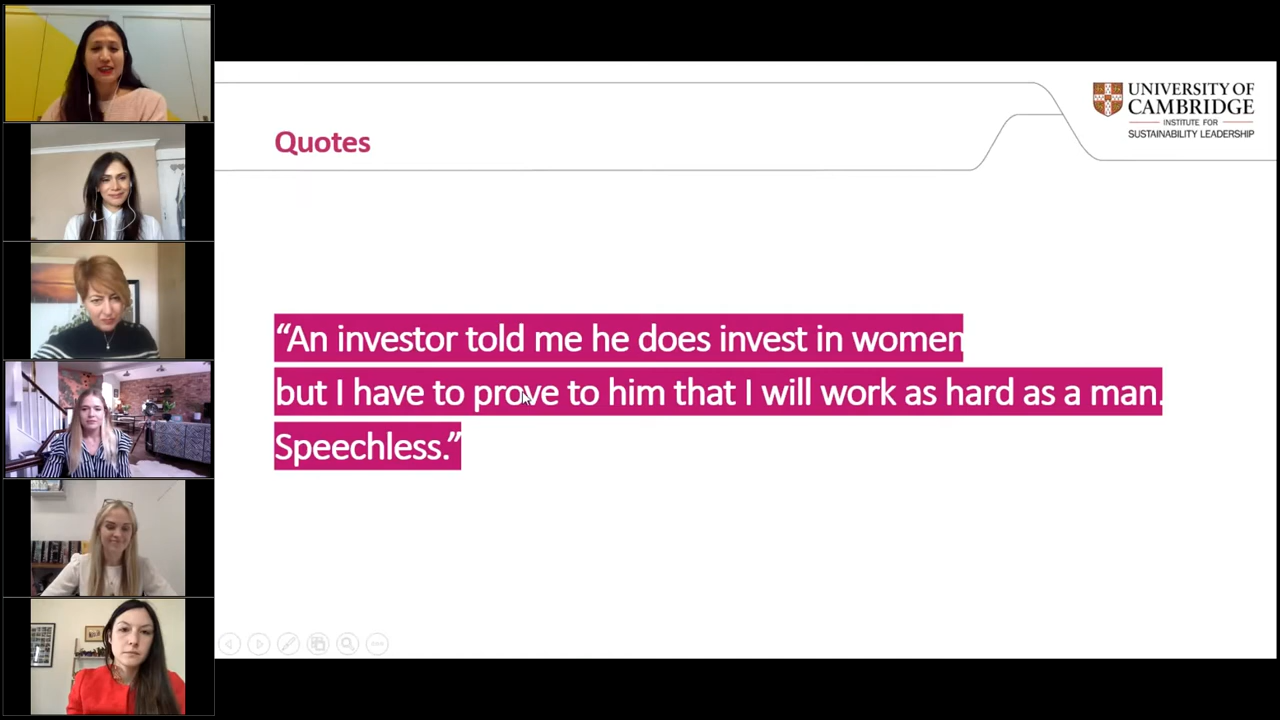 UNIVERSITY OF
CAMBRIDGE
INSTITUTE FOR
SUSTAINABILITY LEADERSHIP
Quotes
“An investor told me he does invest in women
but I have to prove to him that I will work as hard as a man.
Speechless.”